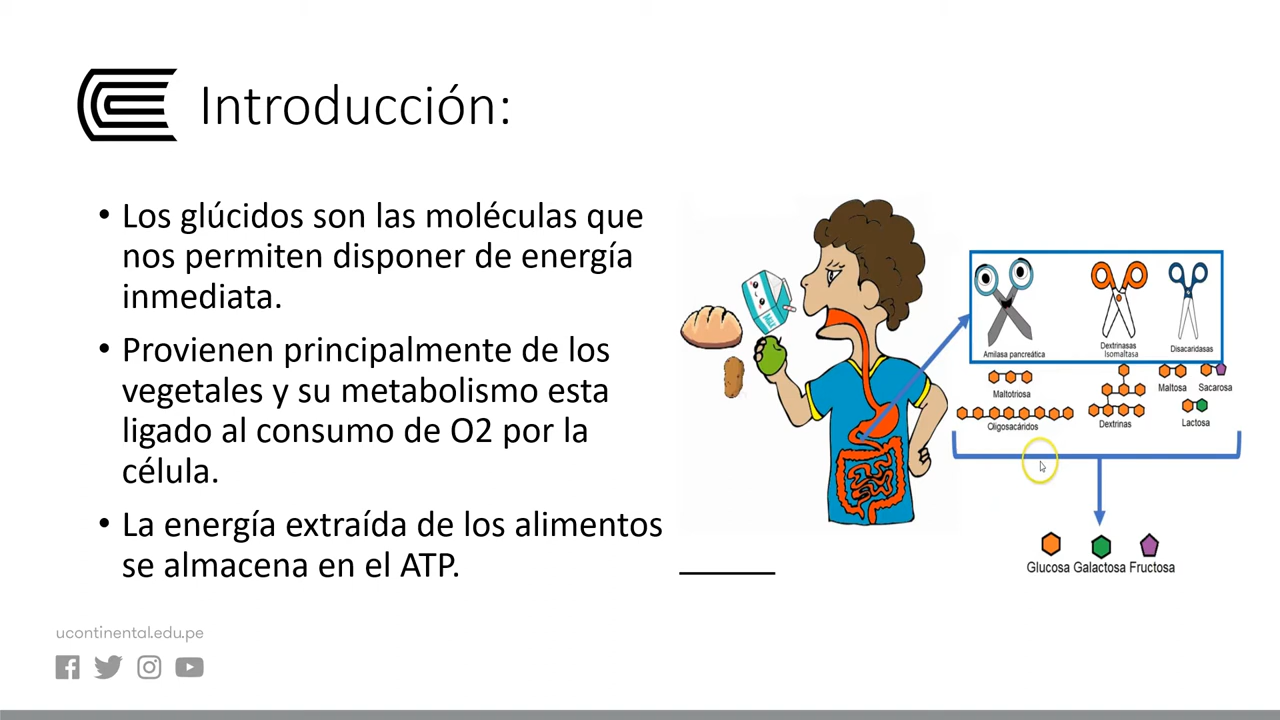 Introducción:
• Los glúcidos son las moléculas que
nos permiten disponer de energía
inmediata.
• Provienen principalmente de los
vegetales y su metabolismo esta
ligado al consumo de O2 por la
célula.
• La energía extraída de los alimentos
se almacena en el ATP.
Amilasa pancreática
Dextrinasas
Isomaltasa
Disacaridasas
Maltotriosa
Oligosacáridos
Dextrinas
Maltosa
Sacarosa
Lactosa
Glucosa Galactosa Fructosa
ucontinental.edu.pe